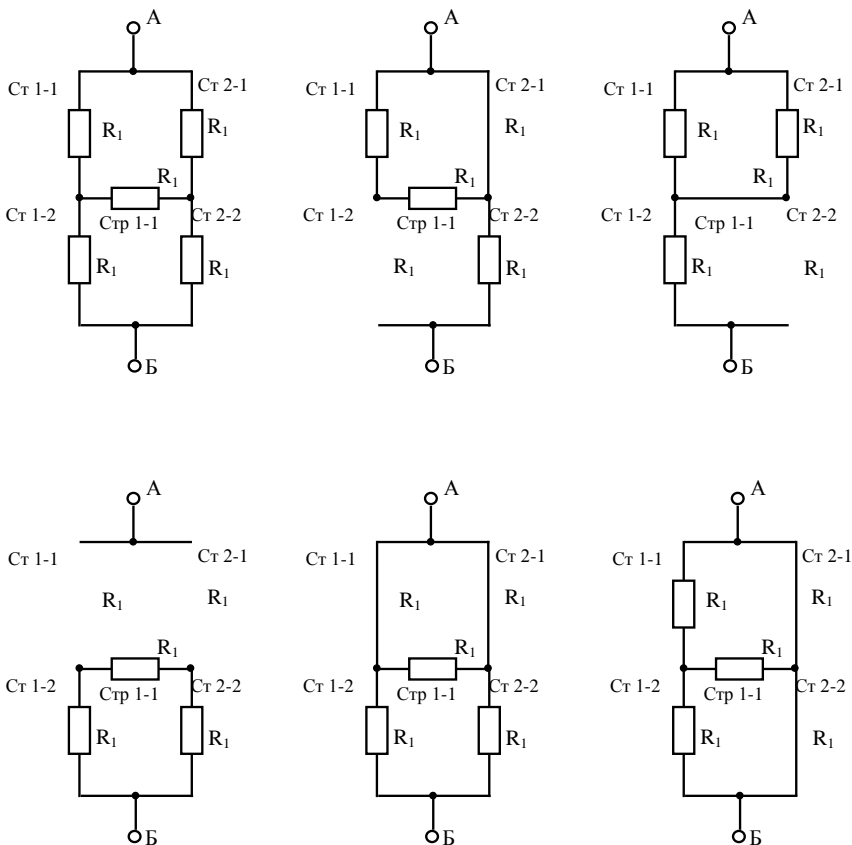 А А А
Ст 1-1 Ст 2-1 Ст 1-1 Ст 2-1 Ст 1-1 Ст 2-1
R₁ R₁ R₁ R₁ R₁ R₁
R₁ R₁ R₁
Ст 1-2 Стр 1-1 Ст 2-2 Ст 1-2 Стр 1-1 Ст 2-2 Ст 1-2 Стр 1-1 Ст 2-2
R₁ R₁ R₁ R₁ R₁ R₁
Б Б Б
А А А
Ст 1-1 Ст 2-1 Ст 1-1 Ст 2-1 Ст 1-1 Ст 2-1
R₁ R₁ R₁ R₁ R₁ R₁
R₁ R₁ R₁
Ст 1-2 Стр 1-1 Ст 2-2 Ст 1-2 Стр 1-1 Ст 2-2 Ст 1-2 Стр 1-1 Ст 2-2
R₁ R₁ R₁ R₁ R₁ R₁
Б Б Б